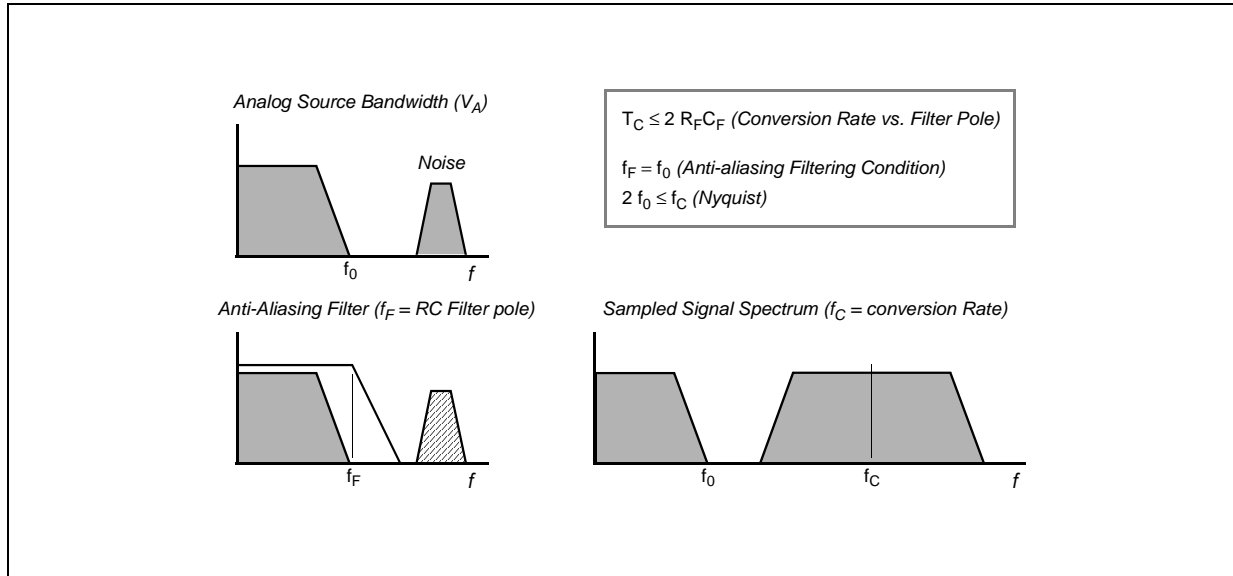 Analog Source Bandwidth (VA)
Noise
f0
f
TC ≤ 2 RFCF (Conversion Rate vs. Filter Pole)
fF = f0 (Anti-aliasing Filtering Condition)
2 f0 ≤ fC (Nyquist)
Anti-Aliasing Filter (fF = RC Filter pole)
fF
f
Sampled Signal Spectrum (fC = conversion Rate)
f0
fC
f